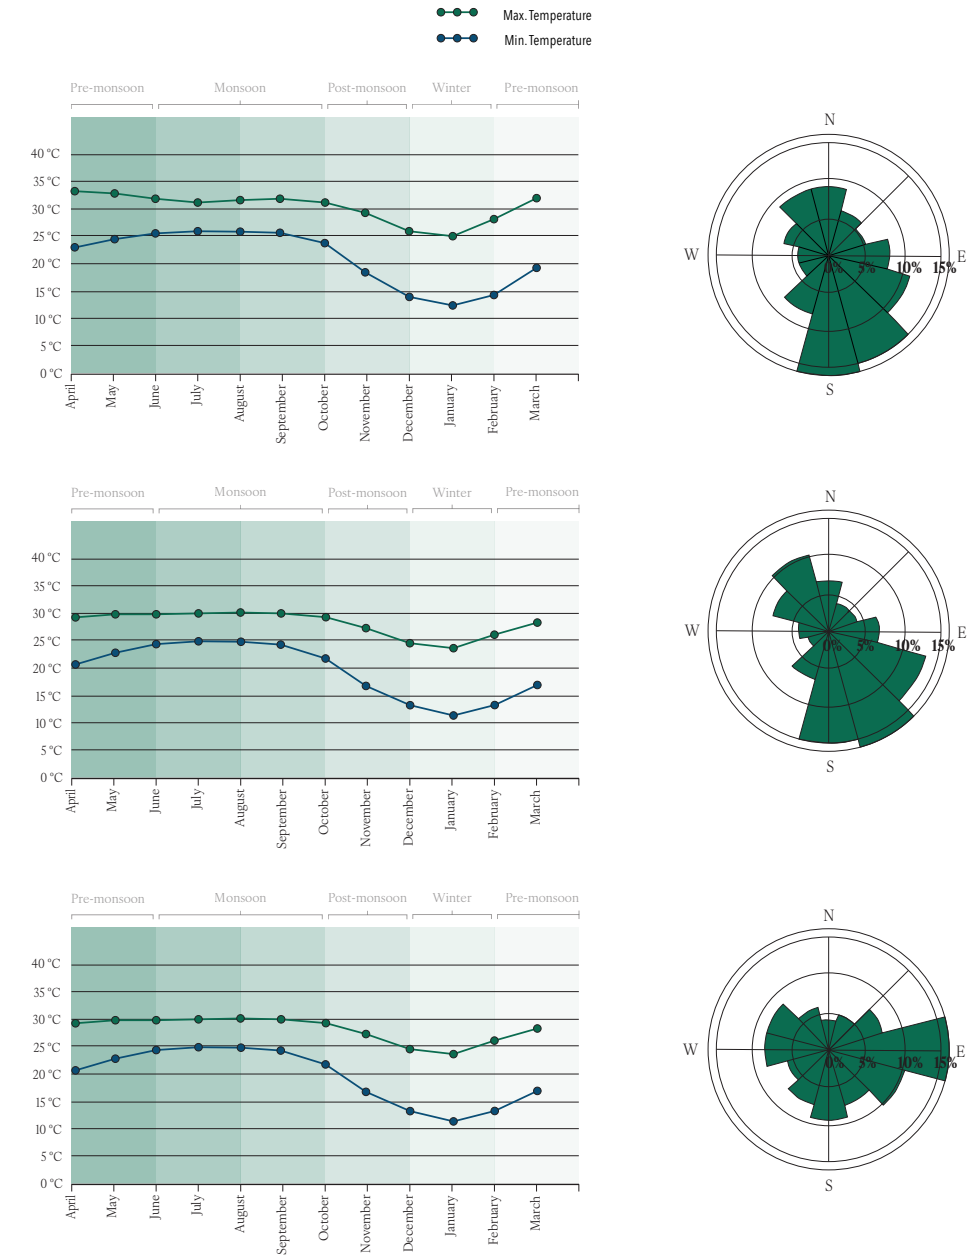 Max. Temperature
Min. Temperature
Pre-monsoon Monsoon Post-monsoon Winter Pre-monsoon
40 °C
35 °C
30 °C
25 °C
20 °C
15 °C
10 °C
5 °C
0 °C
April May June July August September October November December January February March
N
W E
0% 5% 10% 15%
S
Pre-monsoon Monsoon Post-monsoon Winter Pre-monsoon
40 °C
35 °C
30 °C
25 °C
20 °C
15 °C
10 °C
5 °C
0 °C
April May June July August September October November December January February March
N
W E
0% 5% 10% 15%
S
Pre-monsoon Monsoon Post-monsoon Winter Pre-monsoon
40 °C
35 °C
30 °C
25 °C
20 °C
15 °C
10 °C
5 °C
0 °C
April May June July August September October November December January February March
N
W E
0% 5% 10% 15%
S